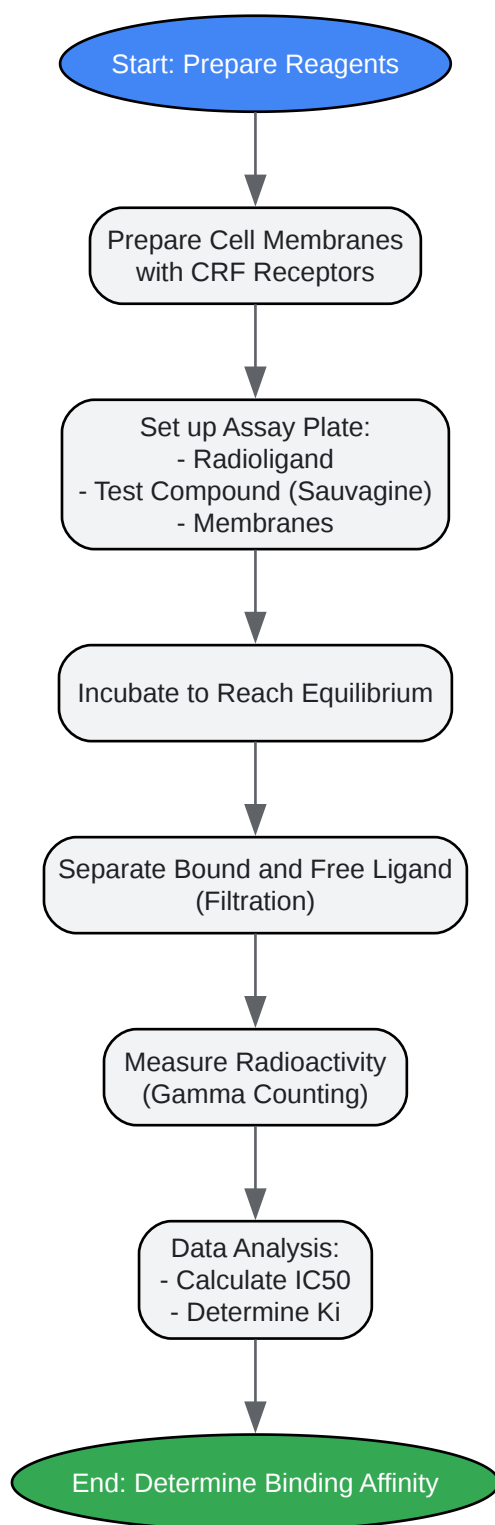 Start: Prepare Reagents
Prepare Cell Membranes
with CRF Receptors
Set up Assay Plate:
- Radioligand
- Test Compound (Sauvagine)
- Membranes
Incubate to Reach Equilibrium
Separate Bound and Free Ligand
(Filtration)
Measure Radioactivity
(Gamma Counting)
Data Analysis:
- Calculate IC50
- Determine Ki
End: Determine Binding Affinity